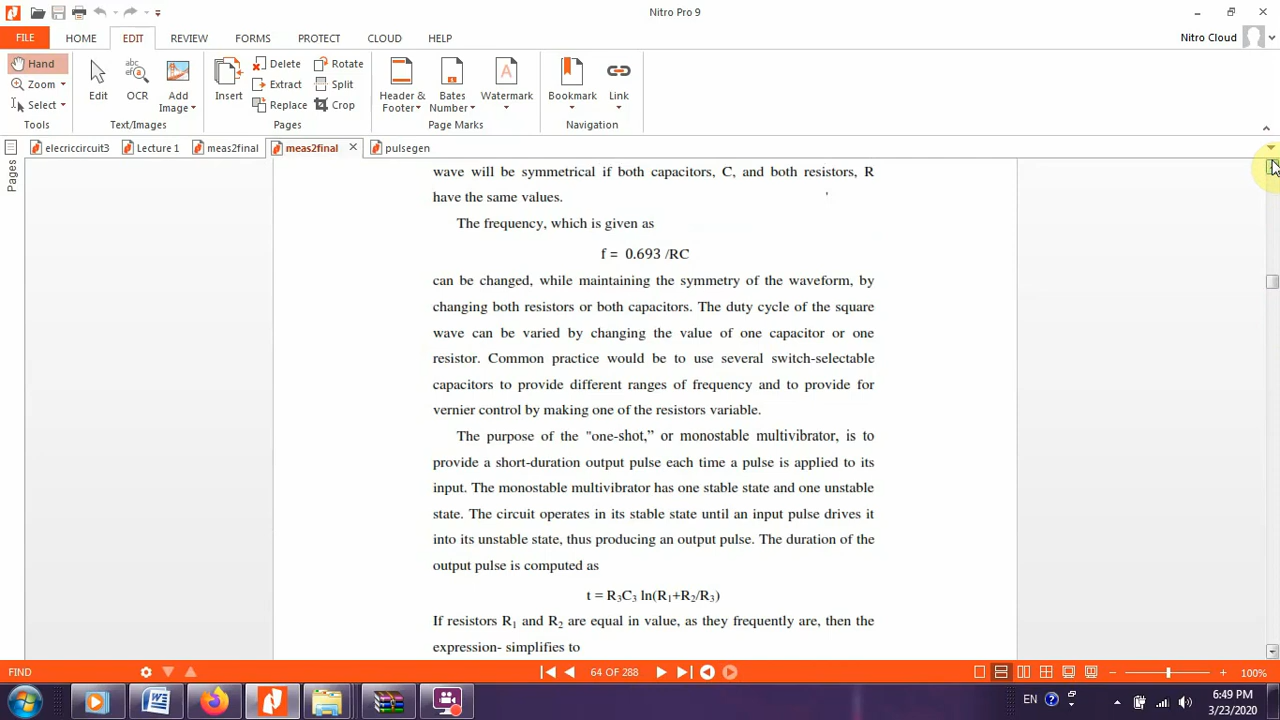 Nitro Pro 9
FILE
HOME
EDIT
REVIEW
FORMS
PROTECT
CLOUD
HELP
Nitro Cloud
Hand
Zoom
Select
Tools
Edit
abc
OCR
Add
Image
Text/Images
Insert
Delete
Extract
Replace
Rotate
Split
Crop
Pages
Header &
Footer
Bates
Number
Watermark
Page Marks
Bookmark
Link
Navigation
elecriccircuit3
Lecture 1
meas2final
meas2final
pulsegen
Pages
wave will be symmetrical if both capacitors, C, and both resistors, R
have the same values.
The frequency, which is given as
f = 0.693 /RC
can be changed, while maintaining the symmetry of the waveform, by
changing both resistors or both capacitors. The duty cycle of the square
wave can be varied by changing the value of one capacitor or one
resistor. Common practice would be to use several switch-selectable
capacitors to provide different ranges of frequency and to provide for
vernier control by making one of the resistors variable.
The purpose of the "one-shot,” or monostable multivibrator, is to
provide a short-duration output pulse each time a pulse is applied to its
input. The monostable multivibrator has one stable state and one unstable
state. The circuit operates in its stable state until an input pulse drives it
into its unstable state, thus producing an output pulse. The duration of the
output pulse is computed as
t = R₃C₃ ln(R₁+R₂/R₃)
If resistors R₁ and R₂ are equal in value, as they frequently are, then the
expression- simplifies to
FIND
64 OF 288
100%
EN
6:49 PM
3/23/2020